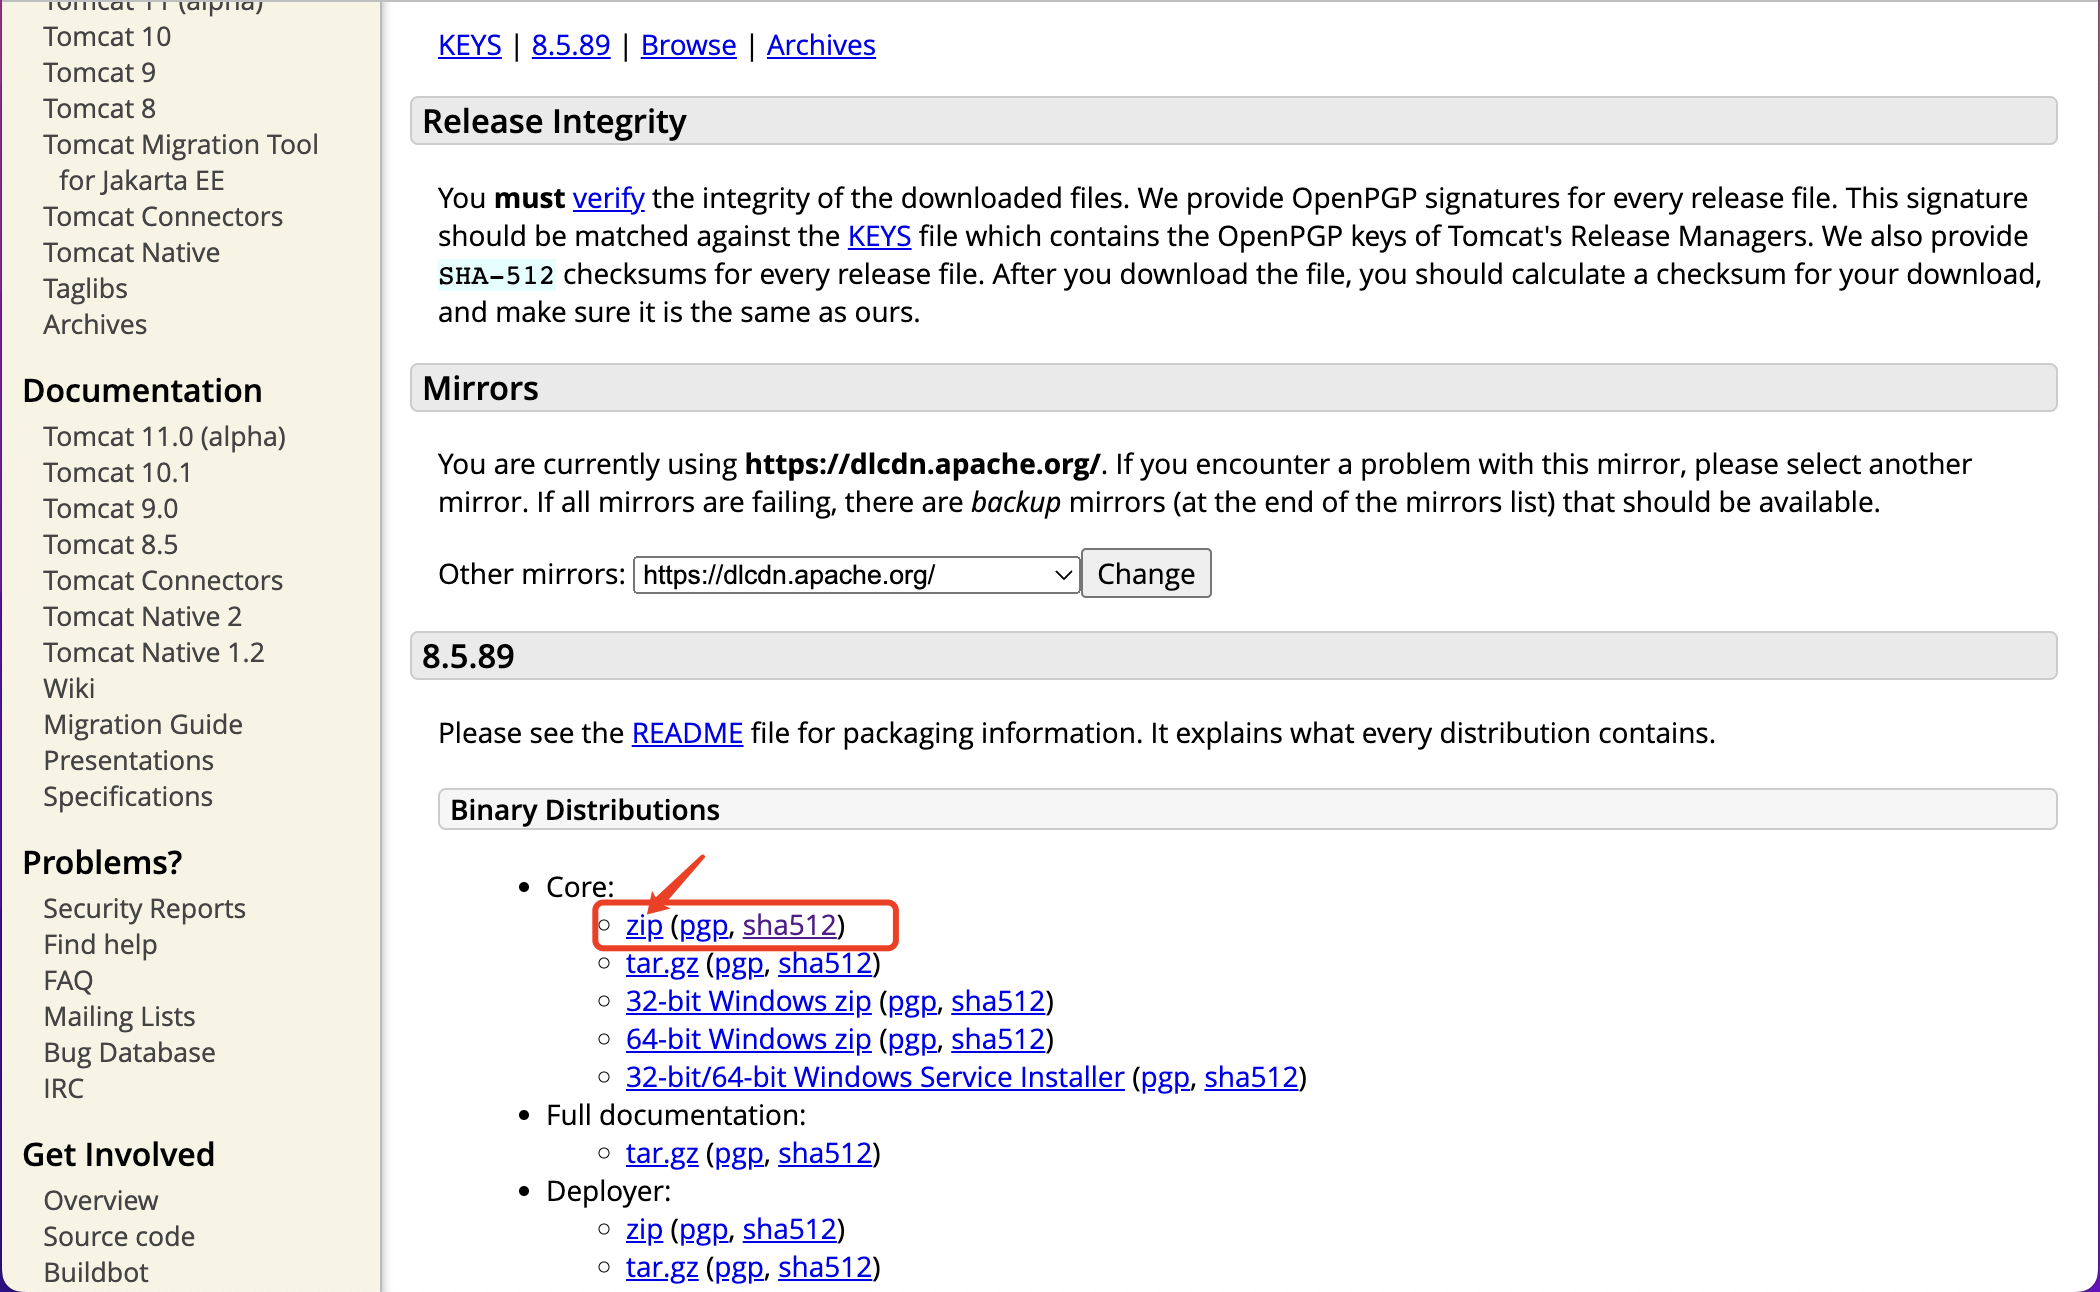 Tomcat 11 (alpha)
Tomcat 10
Tomcat 9
Tomcat 8
Tomcat Migration Tool
for Jakarta EE
Tomcat Connectors
Tomcat Native
Taglibs
Archives
Documentation
Tomcat 11.0 (alpha)
Tomcat 10.1
Tomcat 9.0
Tomcat 8.5
Tomcat Connectors
Tomcat Native 2
Tomcat Native 1.2
Wiki
Migration Guide
Presentations
Specifications
Problems?
Security Reports
Find help
FAQ
Mailing Lists
Bug Database
IRC
Get Involved
Overview
Source code
Buildbot
KEYS | 8.5.89 | Browse | Archives
Release Integrity
You must verify the integrity of the downloaded files. We provide OpenPGP signatures for every release file. This signature
should be matched against the KEYS file which contains the OpenPGP keys of Tomcat's Release Managers. We also provide
SHA-512 checksums for every release file. After you download the file, you should calculate a checksum for your download,
and make sure it is the same as ours.
Mirrors
You are currently using https://dlcdn.apache.org/. If you encounter a problem with this mirror, please select another
mirror. If all mirrors are failing, there are backup mirrors (at the end of the mirrors list) that should be available.
Other mirrors: https://dlcdn.apache.org/ Change
8.5.89
Please see the README file for packaging information. It explains what every distribution contains.
Binary Distributions
Core:
zip (pgp, sha512)
tar.gz (pgp, sha512)
32-bit Windows zip (pgp, sha512)
64-bit Windows zip (pgp, sha512)
32-bit/64-bit Windows Service Installer (pgp, sha512)
Full documentation:
tar.gz (pgp, sha512)
Deployer:
zip (pgp, sha512)
tar.gz (pgp, sha512)